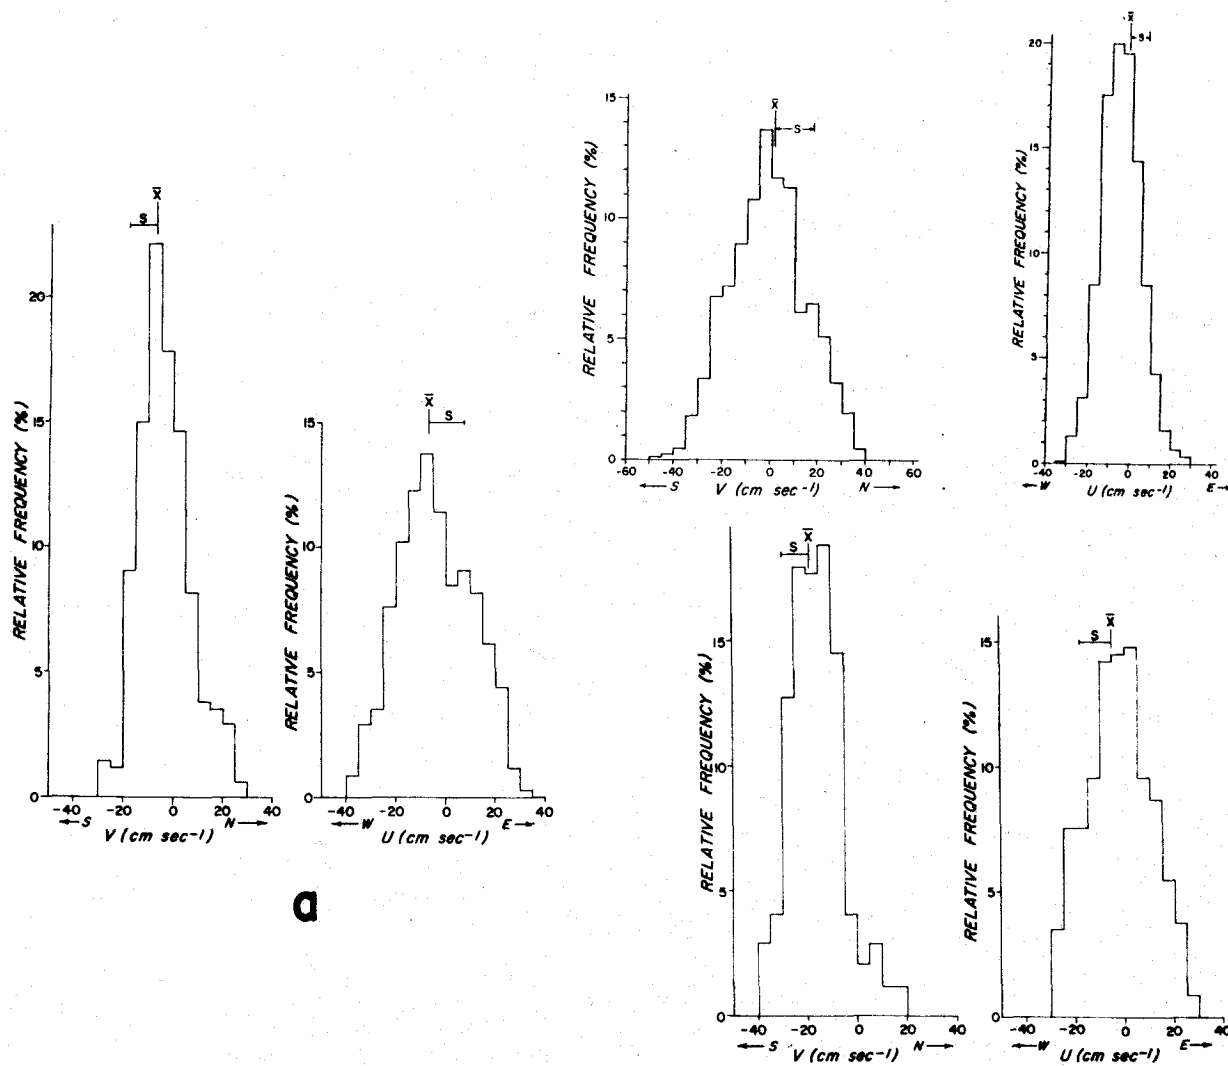 RELATIVE FREQUENCY (%)
20
15
10
5
0
X̄
S
-40 -20 0 20 40
←S N→
V (cm sec⁻¹)
RELATIVE FREQUENCY (%)
15
10
5
0
X̄
S
-40 -20 0 20 40
←W E→
U (cm sec⁻¹)
a
RELATIVE FREQUENCY (%)
15
10
5
0
X̄
S
-60 -40 -20 0 20 40 60
←S V (cm sec⁻¹) N→
RELATIVE FREQUENCY (%)
20
15
10
5
0
X̄
S
-40 -20 0 20 40
←W U (cm sec⁻¹) E→
RELATIVE FREQUENCY (%)
15
10
5
0
X̄
S
-40 -20 0 20 40
←S V (cm sec⁻¹) N→
RELATIVE FREQUENCY (%)
15
10
5
0
X̄
S
-40 -20 0 20 40
←W U (cm sec⁻¹) E→